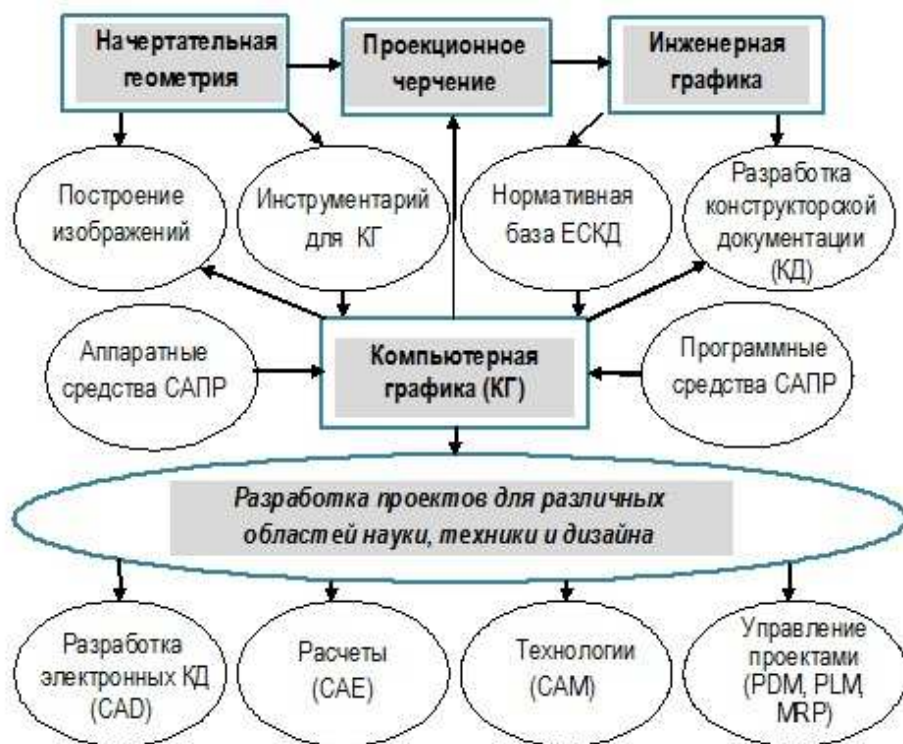 Начертательная
геометрия
Проекционное
черчение
Инженерная
графика
Построение
изображений
Инструментарий
для КГ
Нормативная
база ЕСКД
Разработка
конструкторской
документации
(КД)
Аппаратные
средства САПР
Компьютерная
графика (КГ)
Программные
средства САПР
Разработка проектов для различных
областей науки, техники и дизайна
Разработка
электронных КД
(CAD)
Расчеты
(CAE)
Технологии
(CAM)
Управление
проектами
(PDM, PLM,
MRP)